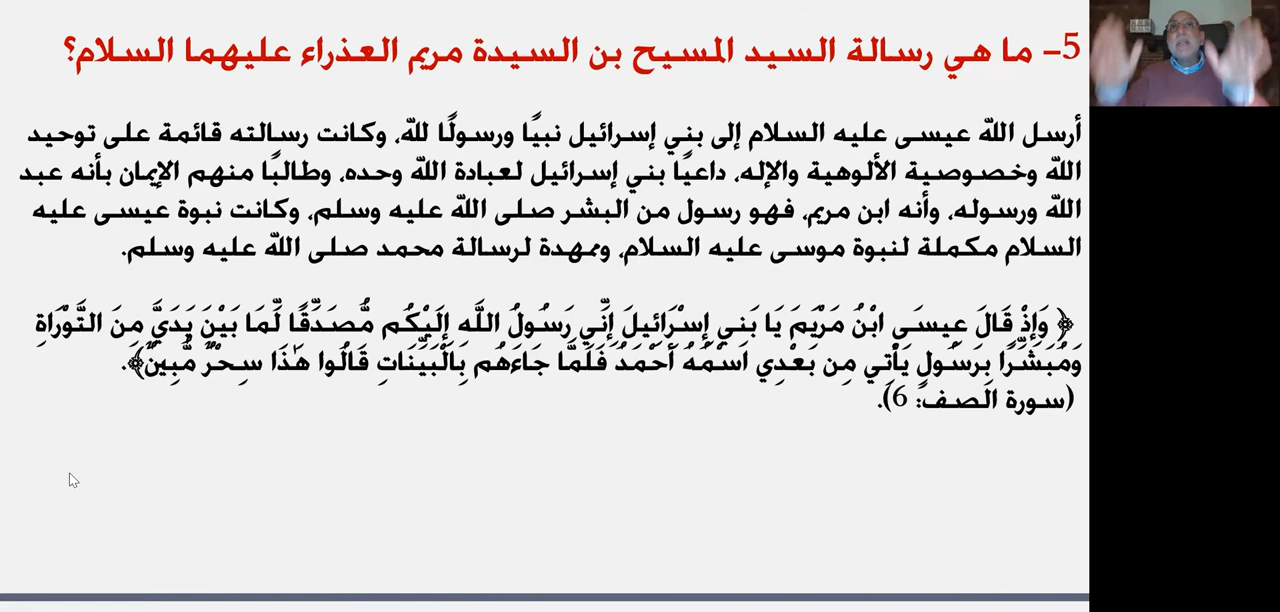 5- ما هي رسالة السيد المسيح بن السيدة مريم العذراء عليهما السلام؟
أرسل الله عيسى عليه السلام إلى بني إسرائيل نبيًا ورسولًا لله، وكانت رسالته قائمة على توحيد
الله وخصوصية الألوهية والإله، داعيًا بني إسرائيل لعبادة الله وحده، وطالبًا منهم الإيمان بأنه عبد
الله ورسوله، وأنه ابن مريم، فهو رسول من البشر صلى الله عليه وسلم، وكانت نبوة عيسى عليه
السلام مكملة لنبوة موسى عليه السلام، وممهدة لرسالة محمد صلى الله عليه وسلم.
﴿ وَإِذْ قَالَ عِيسَى ابْنُ مَرْيَمَ يَا بَنِي إِسْرَائِيلَ إِنِّي رَسُولُ اللَّهِ إِلَيْكُم مُّصَدِّقًا لِّمَا بَيْنَ يَدَيَّ مِنَ التَّوْرَاةِ
وَمُبَشِّرًا بِرَسُولٍ يَأْتِي مِن بَعْدِي اسْمُهُ أَحْمَدُ فَلَمَّا جَاءَهُم بِالْبَيِّنَاتِ قَالُوا هَٰذَا سِحْرٌ مُّبِينٌ﴾.
(سورة الصف: 6).